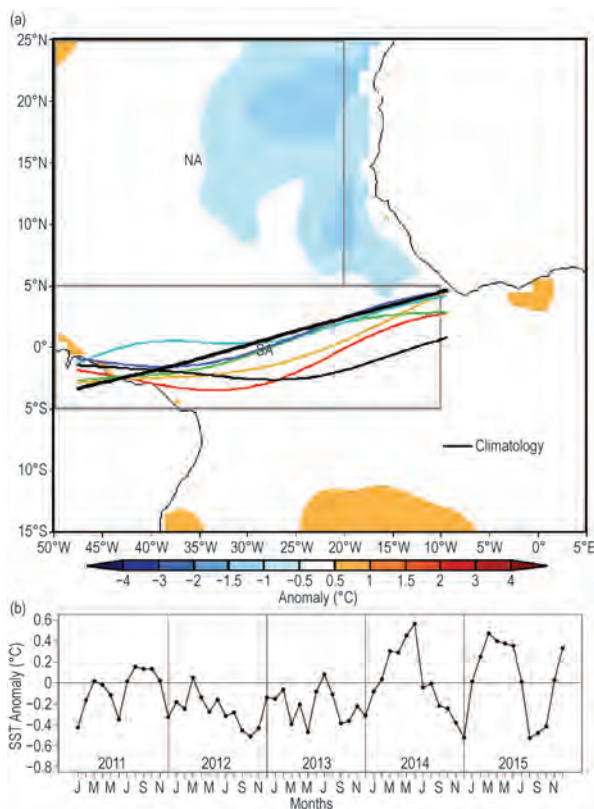 (a)
25°N
20°N
15°N
10°N
5°N
0°
5°S
10°S
15°S
NA
SA
Climatology
50°W 45°W 40°W 35°W 30°W 25°W 20°W 15°W 10°W 5°W 0° 5°E
−4 −3 −2 −1.5 −1 −0.5 0.5 1 1.5 2 3 4
Anomaly (°C)
(b)
SST Anomaly (°C)
0.6
0.4
0.2
0
−0.2
−0.4
−0.6
−0.8
2011 2012 2013 2014 2015
J M M J S N J M M J S N J M M J S N J M M J S N J M M J S N
Months